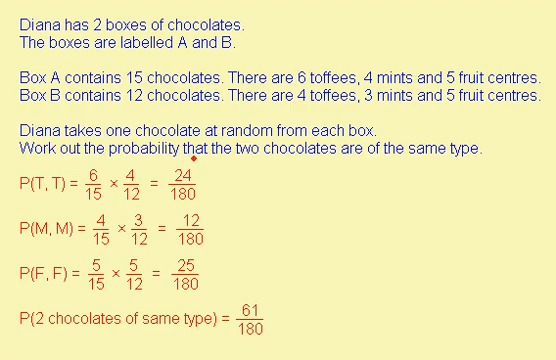 Diana has 2 boxes of chocolates.
The boxes are labelled A and B.
Box A contains 15 chocolates. There are 6 toffees, 4 mints and 5 fruit centres.
Box B contains 12 chocolates. There are 4 toffees, 3 mints and 5 fruit centres.
Diana takes one chocolate at random from each box.
Work out the probability that the two chocolates are of the same type.
P(T, T) = 6/15 × 4/12 = 24/180
P(M, M) = 4/15 × 3/12 = 12/180
P(F, F) = 5/15 × 5/12 = 25/180
P(2 chocolates of same type) = 61/180